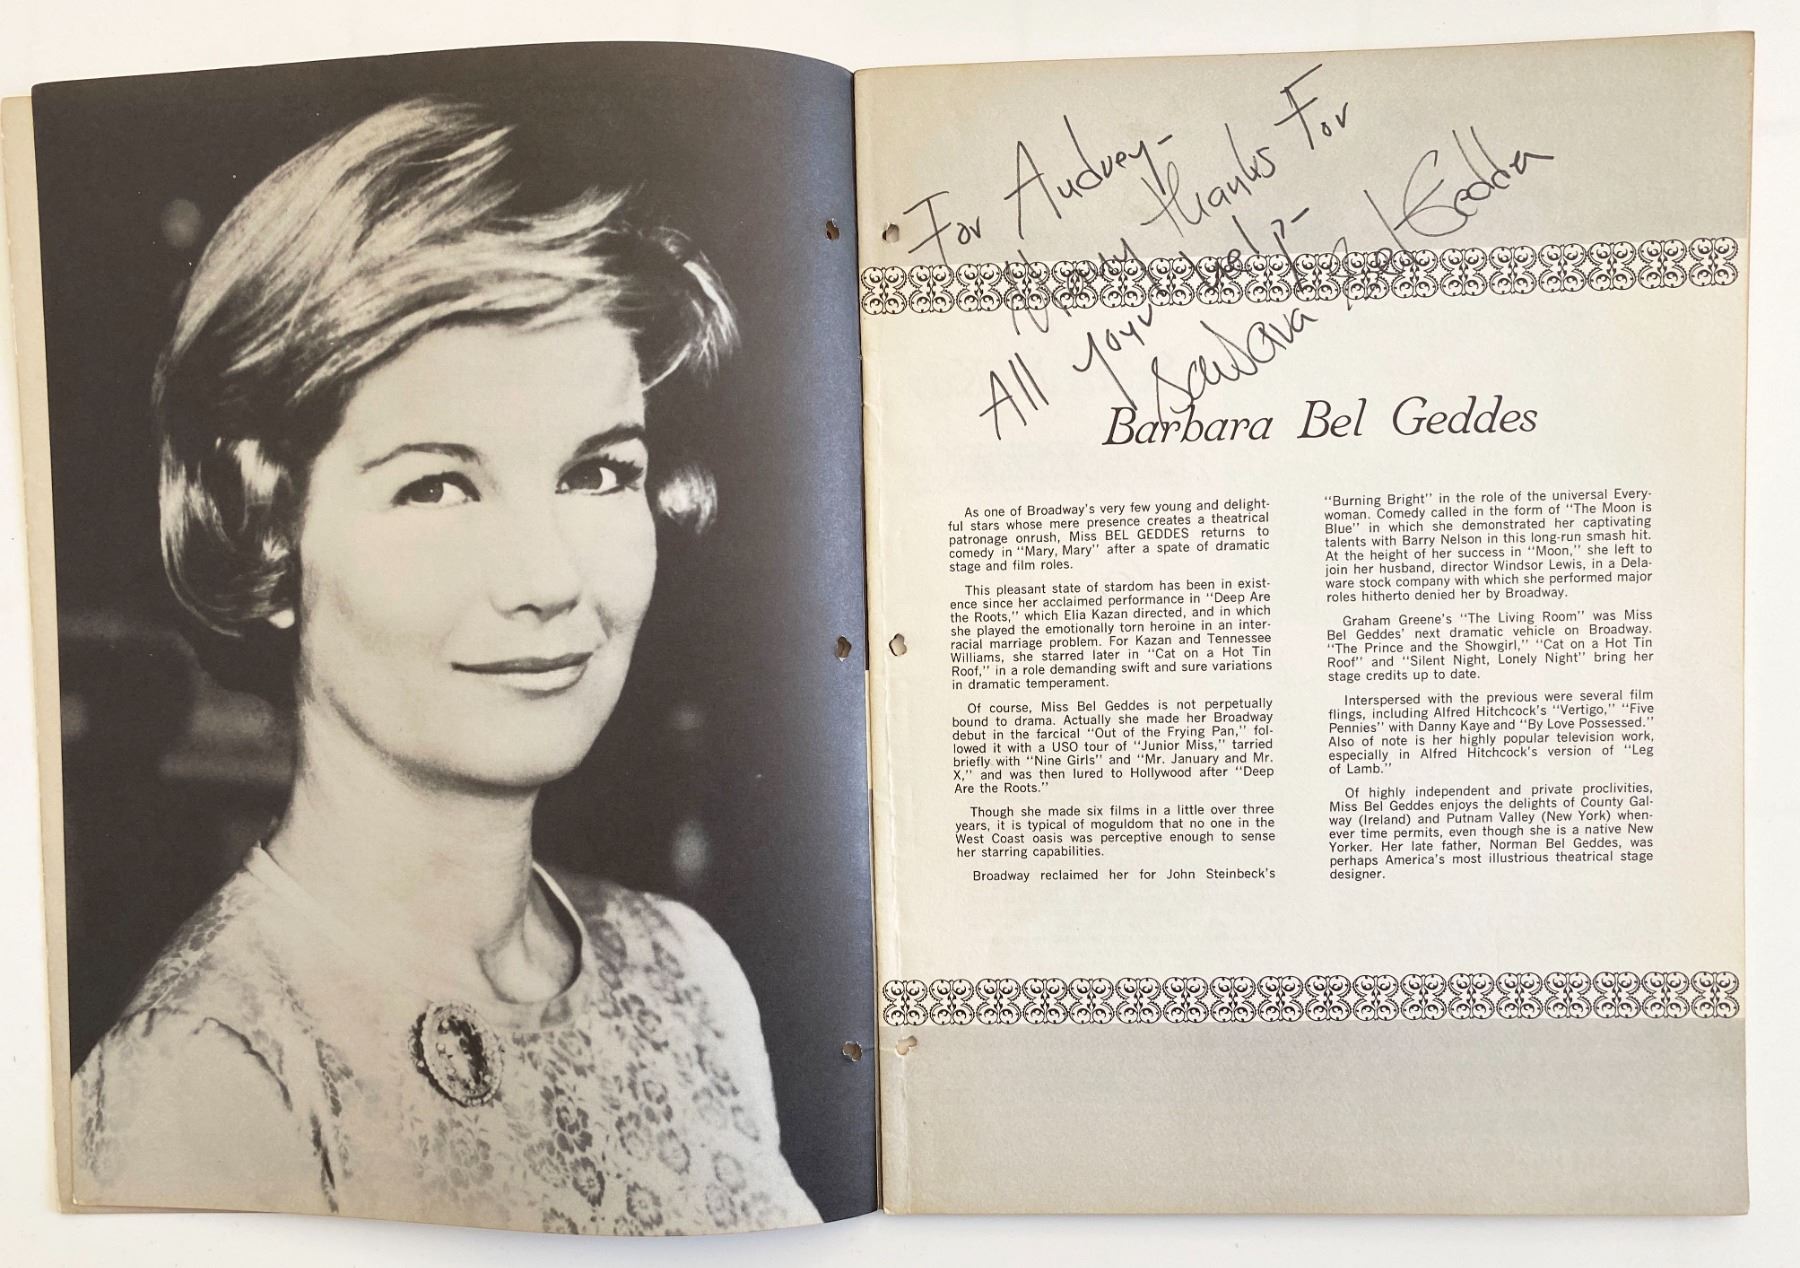 For Audrey-
Many thanks For
All your help-
Barbara Bel Geddes
Barbara Bel Geddes
As one of Broadway's very few young and delight-
ful stars whose mere presence creates a theatrical
patronage onrush, Miss BEL GEDDES returns to
comedy in "Mary, Mary" after a spate of dramatic
stage and film roles.
This pleasant state of stardom has been in exist-
ence since her acclaimed performance in "Deep Are
the Roots," which Elia Kazan directed, and in which
she played the emotionally torn heroine in an inter-
racial marriage problem. For Kazan and Tennessee
Williams, she starred later in "Cat on a Hot Tin
Roof," in a role demanding swift and sure variations
in dramatic temperament.
Of course, Miss Bel Geddes is not perpetually
bound to drama. Actually she made her Broadway
debut in the farcical "Out of the Frying Pan," fol-
lowed it with a USO tour of "Junior Miss," tarried
briefly with "Nine Girls" and "Mr. January and Mr.
X," and was then lured to Hollywood after "Deep
Are the Roots."
Though she made six films in a little over three
years, it is typical of moguldom that no one in the
West Coast oasis was perceptive enough to sense
her starring capabilities.
Broadway reclaimed her for John Steinbeck's
"Burning Bright" in the role of the universal Every-
woman. Comedy called in the form of "The Moon is
Blue" in which she demonstrated her captivating
talents with Barry Nelson in this long-run smash hit.
At the height of her success in "Moon," she left to
join her husband, director Windsor Lewis, in a Dela-
ware stock company with which she performed major
roles hitherto denied her by Broadway.
Graham Greene's "The Living Room" was Miss
Bel Geddes' next dramatic vehicle on Broadway.
"The Prince and the Showgirl," "Cat on a Hot Tin
Roof" and "Silent Night, Lonely Night" bring her
stage credits up to date.
Interspersed with the previous were several film
flings, including Alfred Hitchcock's "Vertigo," "Five
Pennies" with Danny Kaye and "By Love Possessed."
Also of note is her highly popular television work,
especially in Alfred Hitchcock's version of "Leg
of Lamb."
Of highly independent and private proclivities,
Miss Bel Geddes enjoys the delights of County Gal-
way (Ireland) and Putnam Valley (New York) when-
ever time permits, even though she is a native New
Yorker. Her late father, Norman Bel Geddes, was
perhaps America's most illustrious theatrical stage
designer.